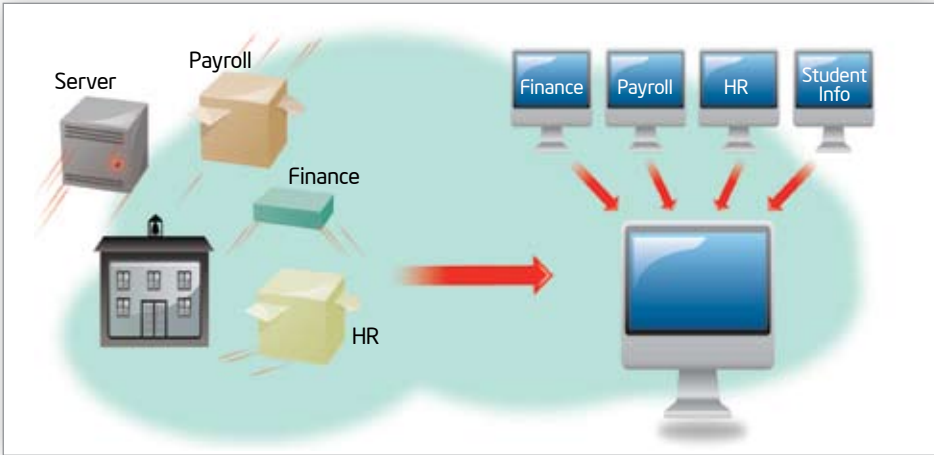 Server
Payroll
Finance
HR
Finance
Payroll
HR
Student
Info